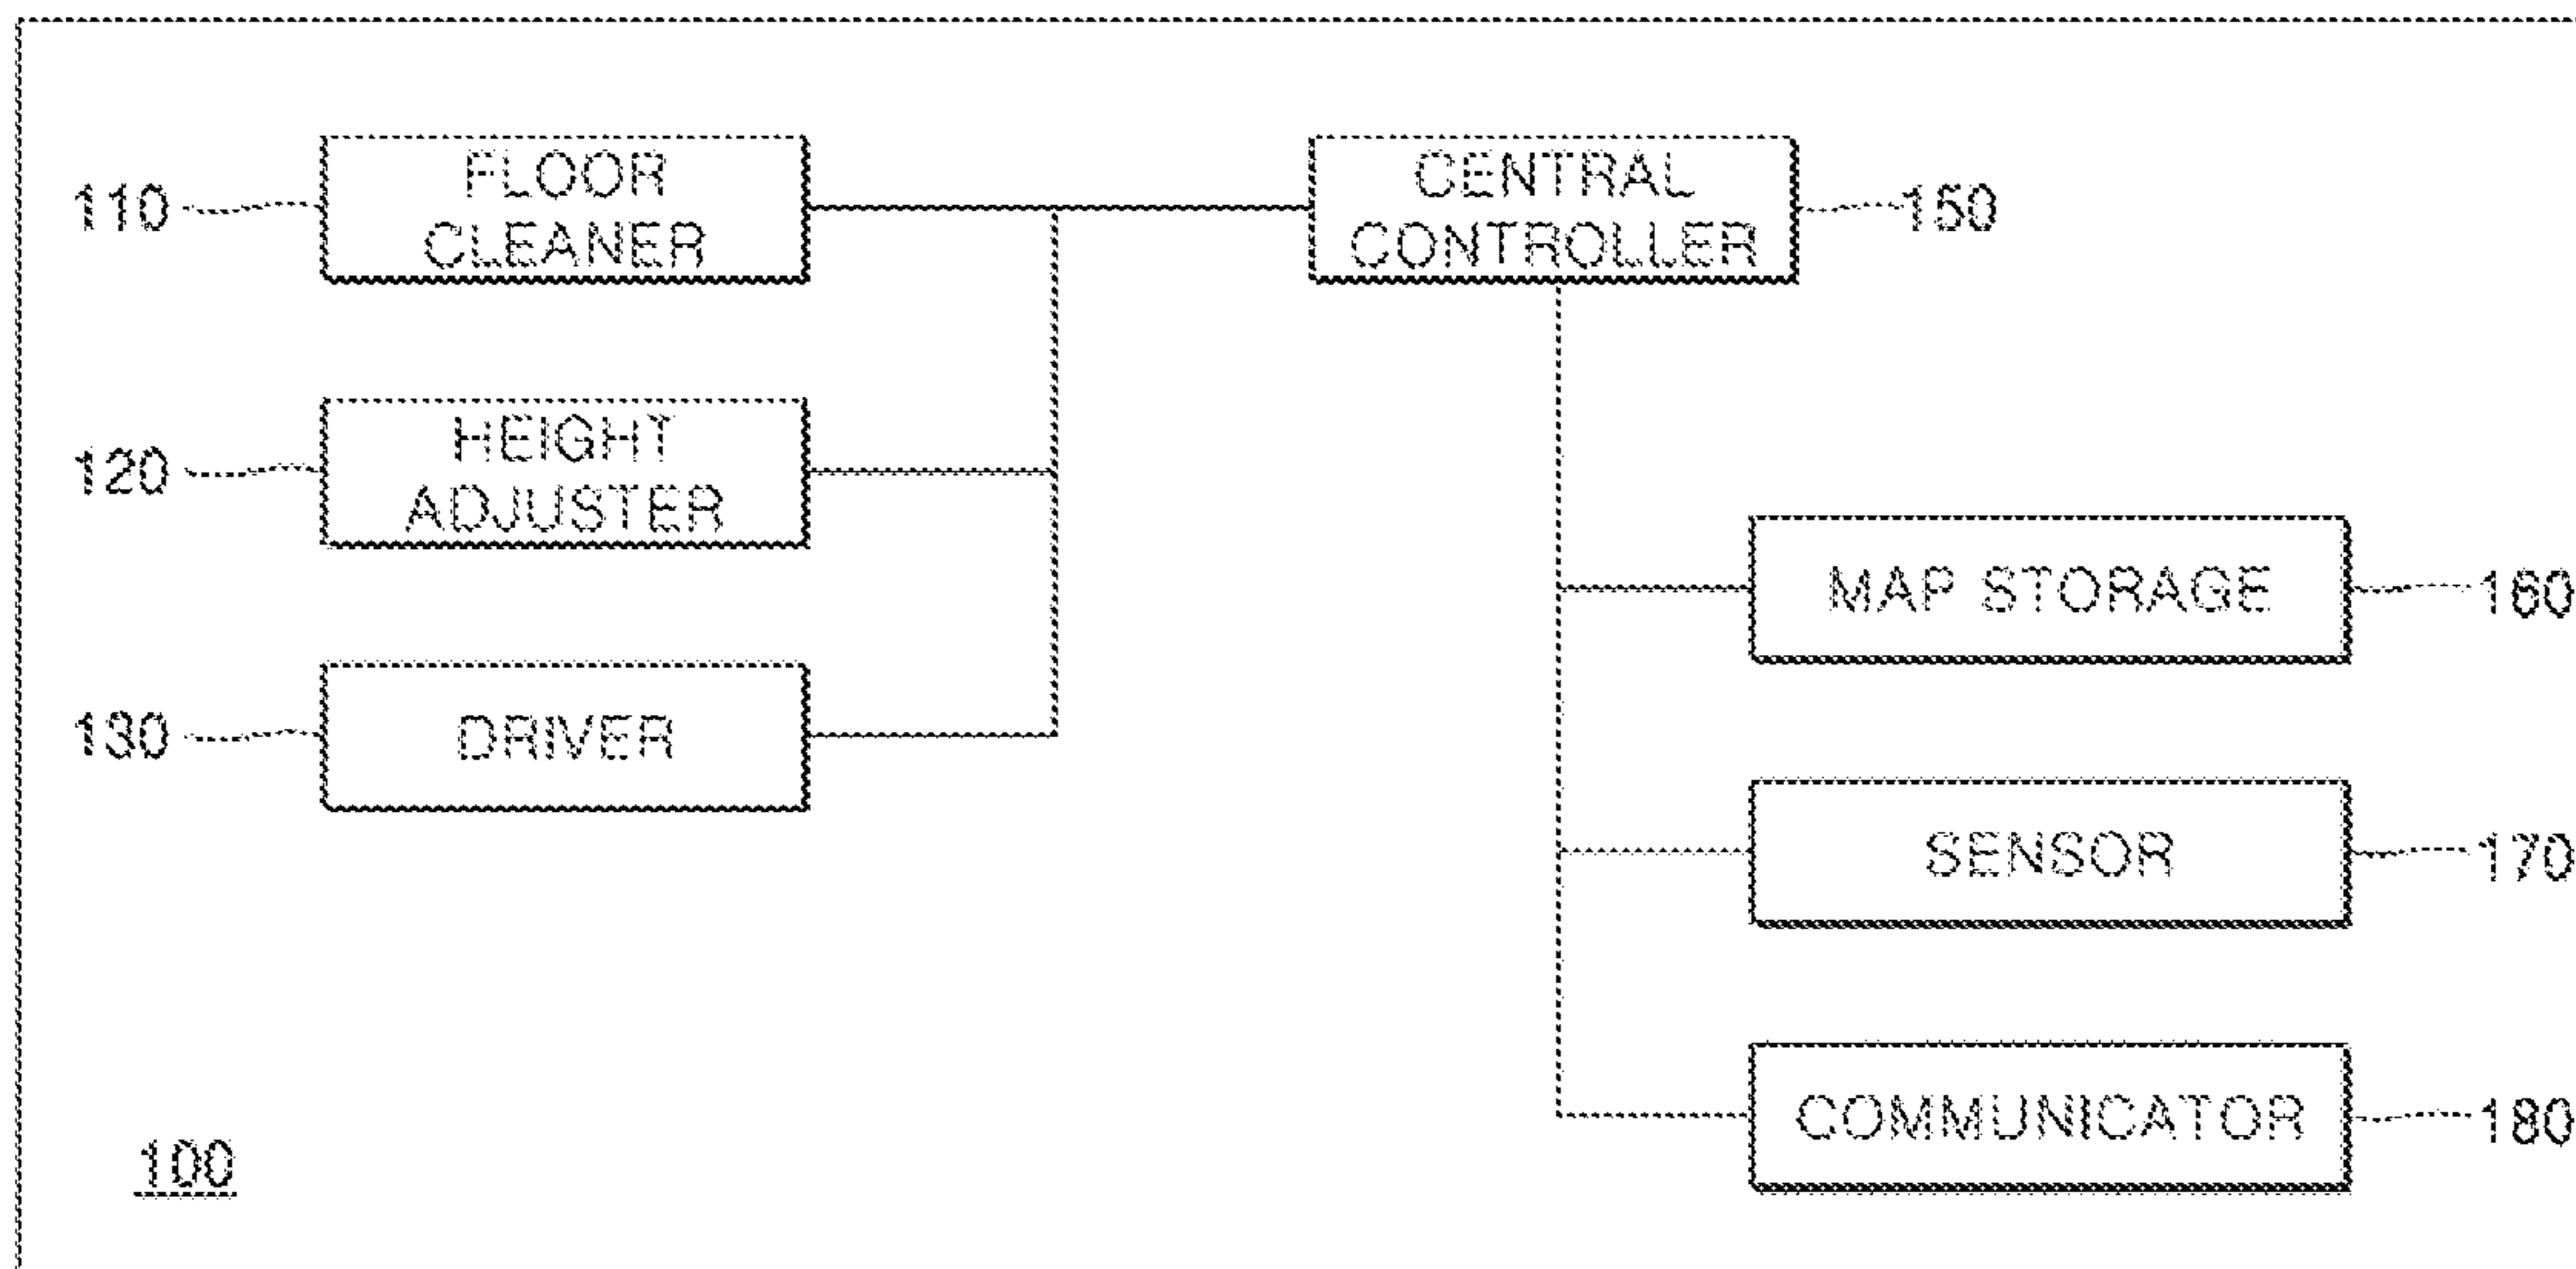 110
FLOOR
CLEANER
CENTRAL
CONTROLLER
150
120
HEIGHT
ADJUSTER
MAP STORAGE
160
130
DRIVER
SENSOR
170
COMMUNICATOR
180
100